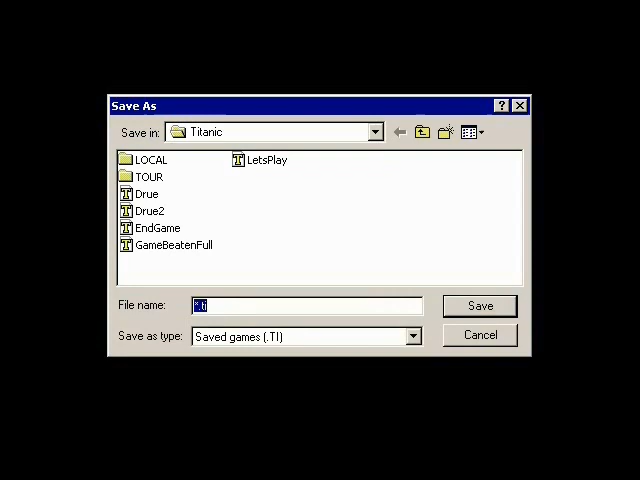 Save As
Save in: Titanic
LOCAL
TOUR
Drue
Drue2
EndGame
GameBeatenFull
LetsPlay
File name: *.ti
Save
Save as type: Saved games (.TI)
Cancel